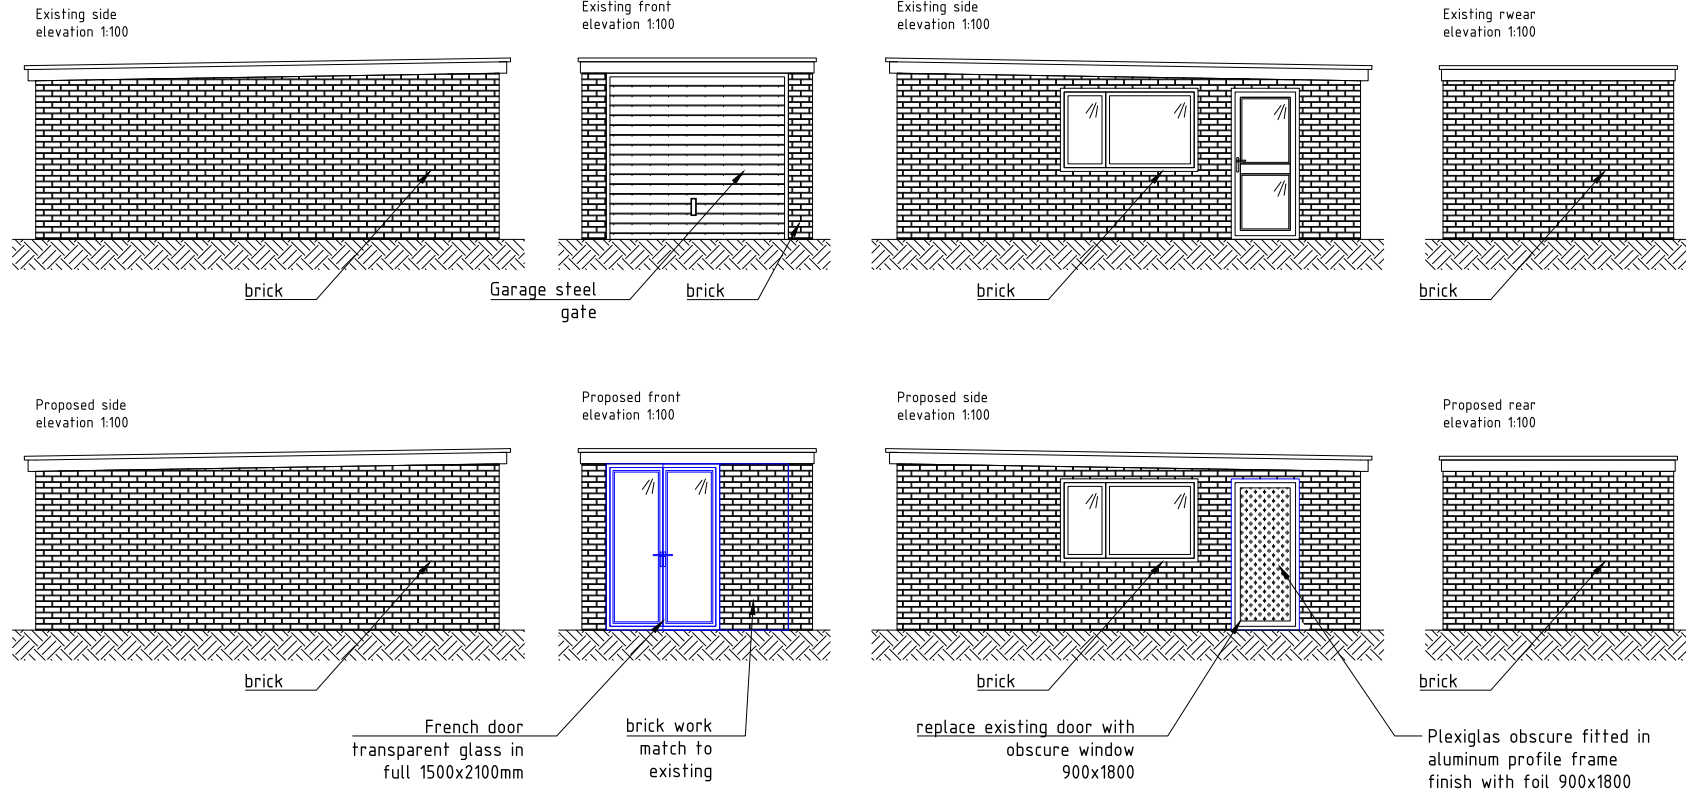 Existing side
elevation 1:100
Existing front
elevation 1:100
Existing side
elevation 1:100
Existing rwear
elevation 1:100
brick
Garage steel
gate
brick
brick
brick
Proposed side
elevation 1:100
Proposed front
elevation 1:100
Proposed side
elevation 1:100
Proposed rear
elevation 1:100
brick
French door
transparent glass in
full 1500x2100mm
brick work
match to
existing
brick
replace existing door with
obscure window
900x1800
brick
Plexiglas obscure fitted in
aluminum profile frame
finish with foil 900x1800